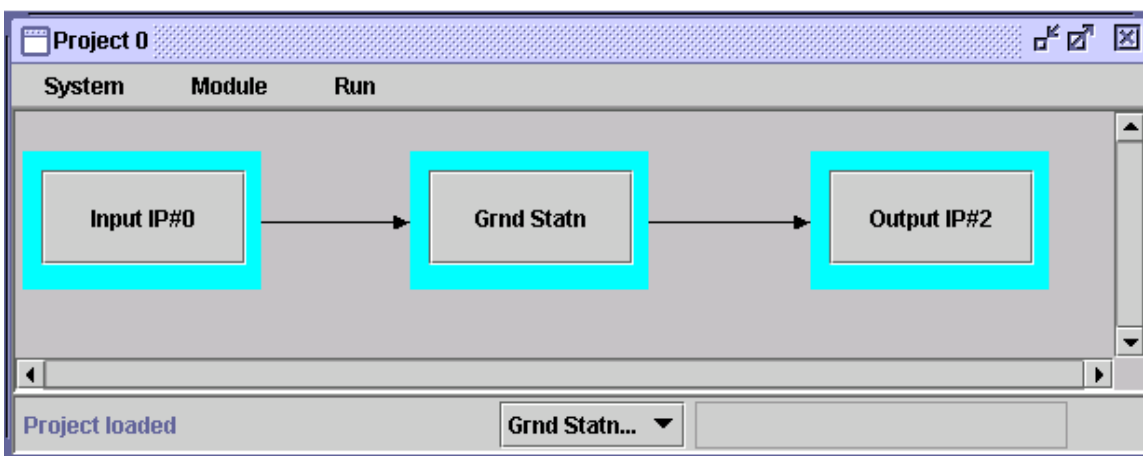 Project 0
System Module Run
Input IP#0 Grnd Statn Output IP#2
Project loaded Grnd Statn...